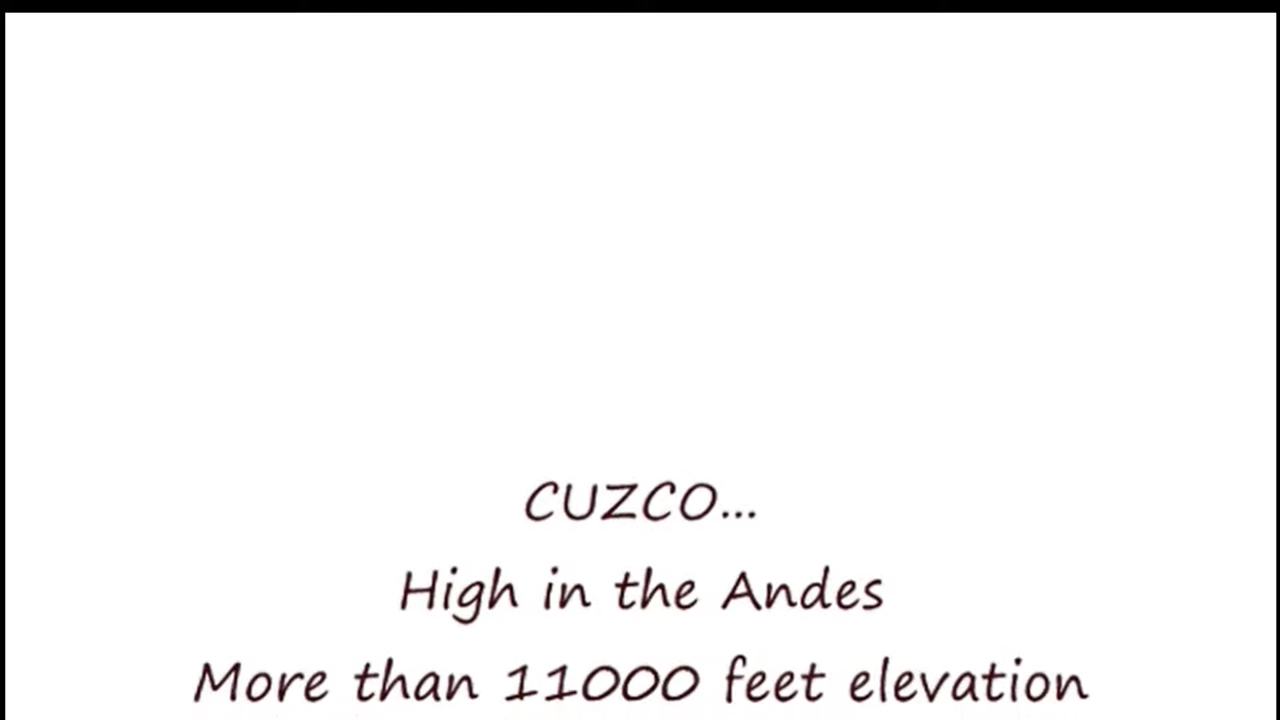 CUZCO...
High in the Andes
More than 11000 feet elevation